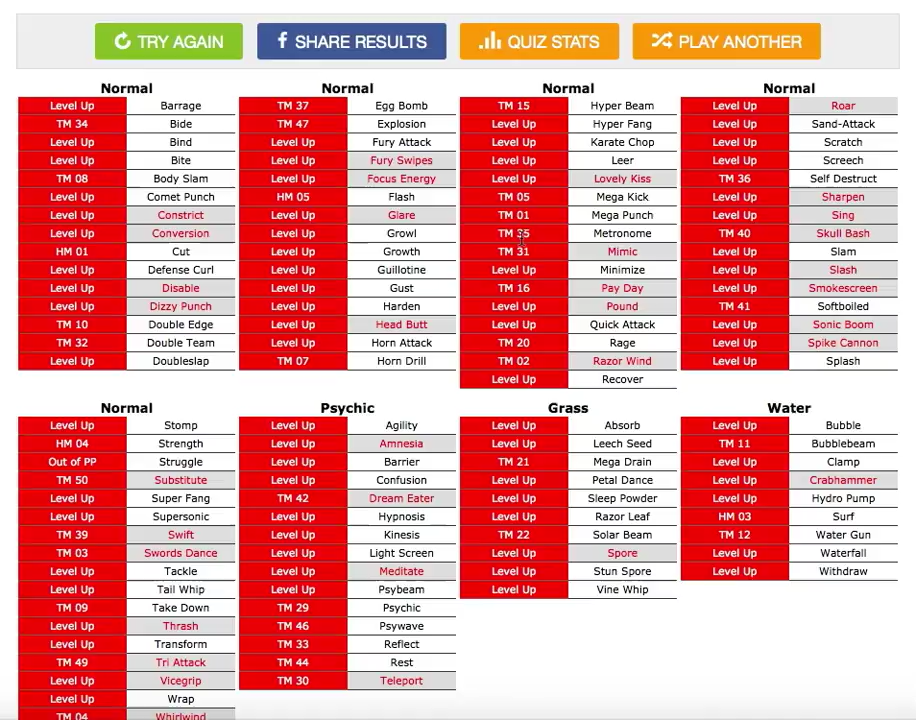 TRY AGAIN
SHARE RESULTS
QUIZ STATS
PLAY ANOTHER
Normal Normal Normal Normal
Level Up Barrage TM 37 Egg Bomb TM 15 Hyper Beam Level Up Roar
TM 34 Bide TM 47 Explosion Level Up Hyper Fang Level Up Sand-Attack
Level Up Bind Level Up Fury Attack Level Up Karate Chop Level Up Scratch
Level Up Bite Level Up Fury Swipes Level Up Leer Level Up Screech
TM 08 Body Slam Level Up Focus Energy Level Up Lovely Kiss TM 36 Self Destruct
Level Up Comet Punch HM 05 Flash TM 05 Mega Kick Level Up Sharpen
Level Up Constrict Level Up Glare TM 01 Mega Punch Level Up Sing
Level Up Conversion Level Up Growl TM 35 Metronome TM 40 Skull Bash
HM 01 Cut Level Up Growth TM 31 Mimic Level Up Slam
Level Up Defense Curl Level Up Guillotine Level Up Minimize Level Up Slash
Level Up Disable Level Up Gust TM 16 Pay Day Level Up Smokescreen
Level Up Dizzy Punch Level Up Harden Level Up Pound TM 41 Softboiled
TM 10 Double Edge Level Up Head Butt Level Up Quick Attack Level Up Sonic Boom
TM 32 Double Team Level Up Horn Attack TM 20 Rage Level Up Spike Cannon
Level Up Doubleslap TM 07 Horn Drill TM 02 Razor Wind Level Up Splash
Level Up Recover
Normal Psychic Grass Water
Level Up Stomp Level Up Agility Level Up Absorb Level Up Bubble
HM 04 Strength Level Up Amnesia Level Up Leech Seed TM 11 Bubblebeam
Out of PP Struggle Level Up Barrier TM 21 Mega Drain Level Up Clamp
TM 50 Substitute Level Up Confusion Level Up Petal Dance Level Up Crabhammer
Level Up Super Fang TM 42 Dream Eater Level Up Sleep Powder Level Up Hydro Pump
Level Up Supersonic Level Up Hypnosis Level Up Razor Leaf HM 03 Surf
TM 39 Swift Level Up Kinesis TM 22 Solar Beam TM 12 Water Gun
TM 03 Swords Dance Level Up Light Screen Level Up Spore Level Up Waterfall
Level Up Tackle Level Up Meditate Level Up Stun Spore Level Up Withdraw
Level Up Tail Whip Level Up Psybeam Level Up Vine Whip
TM 09 Take Down TM 29 Psychic
Level Up Thrash TM 46 Psywave
Level Up Transform TM 33 Reflect
TM 49 Tri Attack TM 44 Rest
Level Up Vicegrip TM 30 Teleport
Level Up Wrap
TM 04 Whirlwind